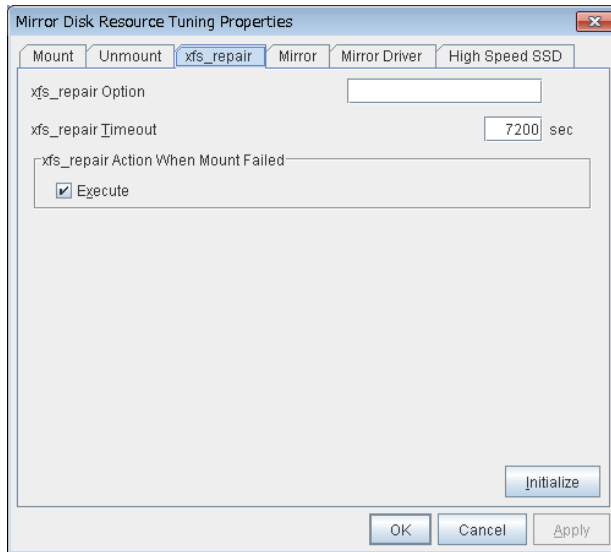 Mirror Disk Resource Tuning Properties
Mount Unmount xfs_repair Mirror Mirror Driver High Speed SSD
xfs_repair Option
xfs_repair Timeout 7200 sec
xfs_repair Action When Mount Failed
Execute
Initialize
OK Cancel Apply